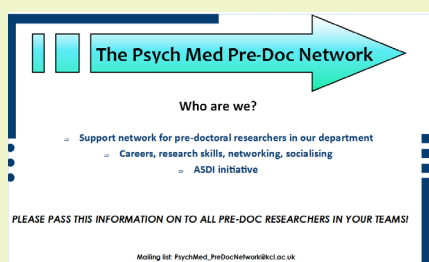 The Psych Med Pre-Doc Network
Who are we?
⇒ Support network for pre-doctoral researchers in our department
⇒ Careers, research skills, networking, socialising
⇒ ASDI initiative
PLEASE PASS THIS INFORMATION ON TO ALL PRE-DOC RESEARCHERS IN YOUR TEAMS!
Mailing list: PsychMed_PreDocNetwork@kcl.ac.uk